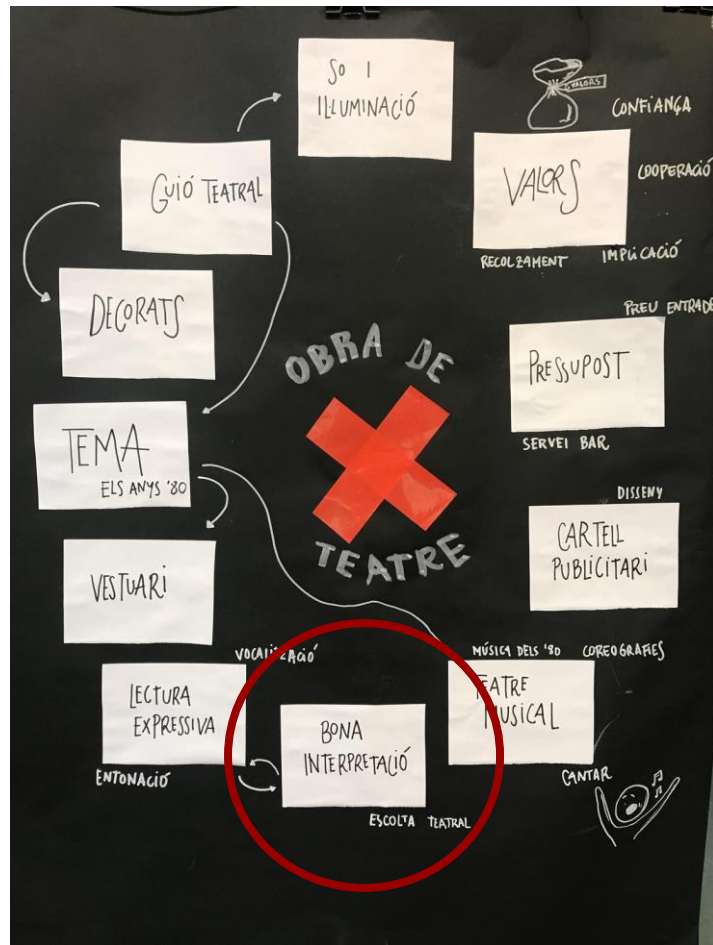 SO I
IL·LUMINACIÓ
VALORS
CONFIANÇA
GUIÓ TEATRAL
VALORS
COOPERACIÓ
RECOLZAMENT
IMPLICACIÓ
DECORATS
PREU ENTRADE
OBRA DE
TEATRE
PRESSUPOST
SERVEI BAR
TEMA
ELS ANYS '80
DISSENY
CARTELL
PUBLICITARI
VESTUARI
VOCALITZACIÓ
MÚSICA DELS '80
COREOGRAFIES
LECTURA
EXPRESSIVA
ENTONACIÓ
BONA
INTERPRETACIÓ
ESCOLTA TEATRAL
TEATRE
MUSICAL
CANTAR